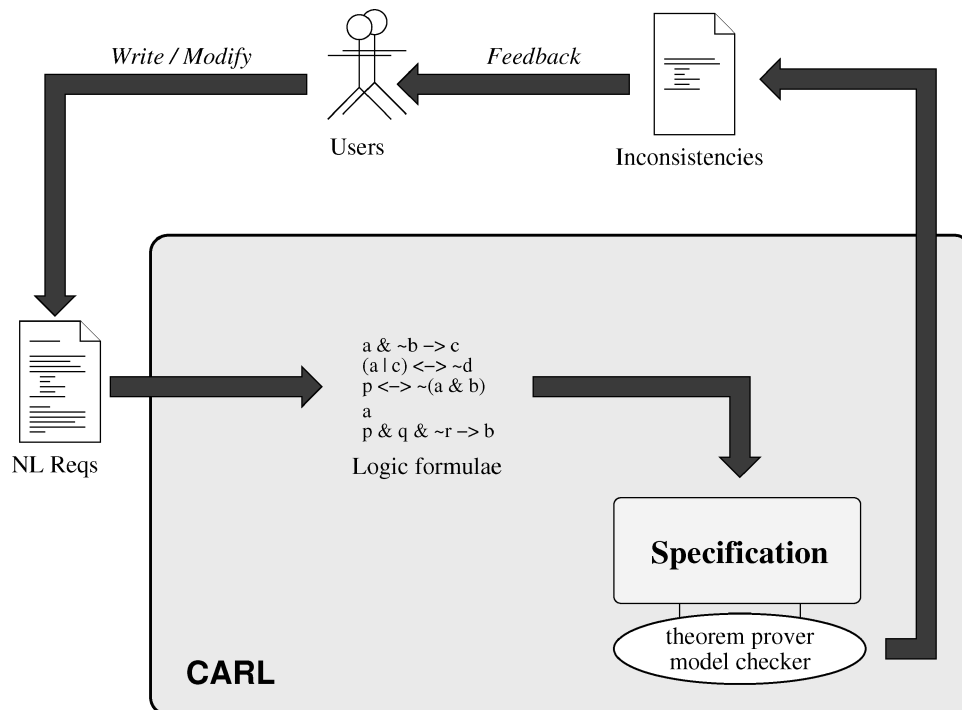 Write / Modify
Feedback
Users
Inconsistencies
a & ~b −> c
(a | c) <−> ~d
p <−> ~(a & b)
a
p & q & ~r −> b
NL Reqs
Logic formulae
Specification
theorem prover
model checker
CARL